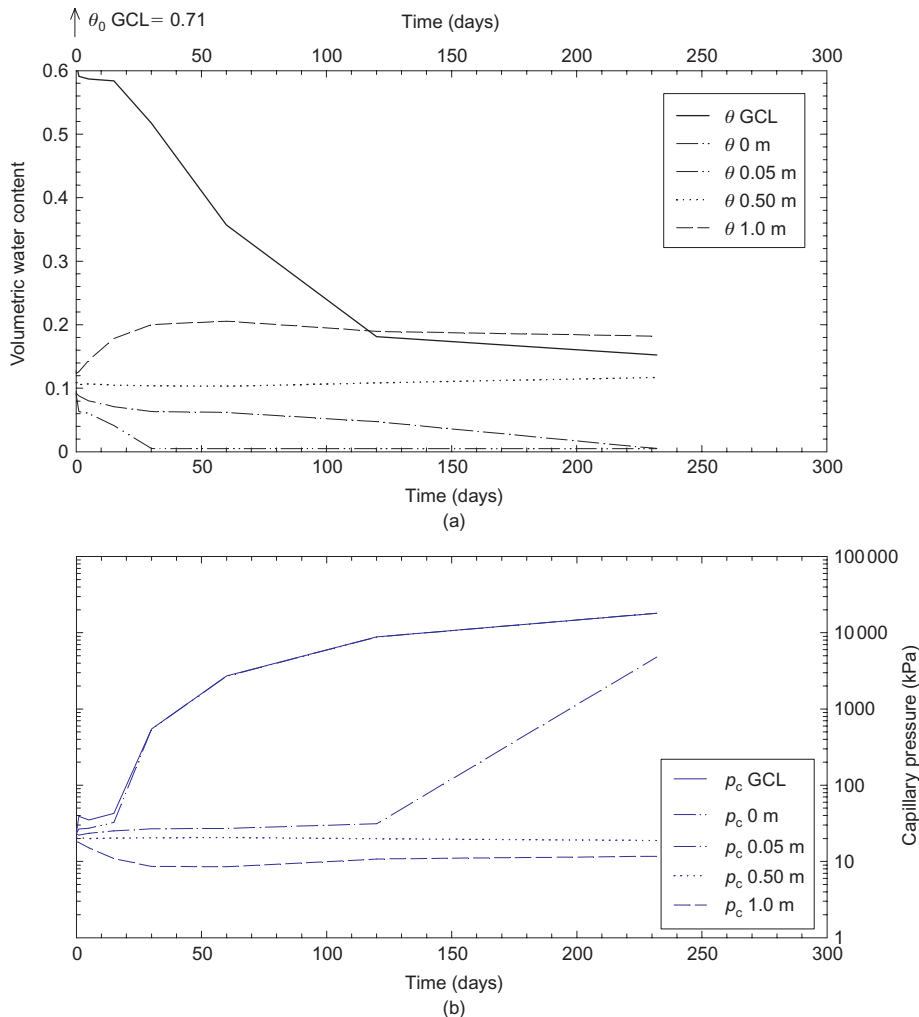 θ0 GCL= 0.71
Time (days)
0 50 100 150 200 250 300
0.6
0.5
0.4
0.3
0.2
0.1
0
Volumetric water content
θ GCL
θ 0 m
θ 0.05 m
θ 0.50 m
θ 1.0 m
0 50 100 150 200 250 300
Time (days)
(a)
100 000
10 000
1000
100
10
1
Capillary pressure (kPa)
pc GCL
pc 0 m
pc 0.05 m
pc 0.50 m
pc 1.0 m
0 50 100 150 200 250 300
Time (days)
(b)